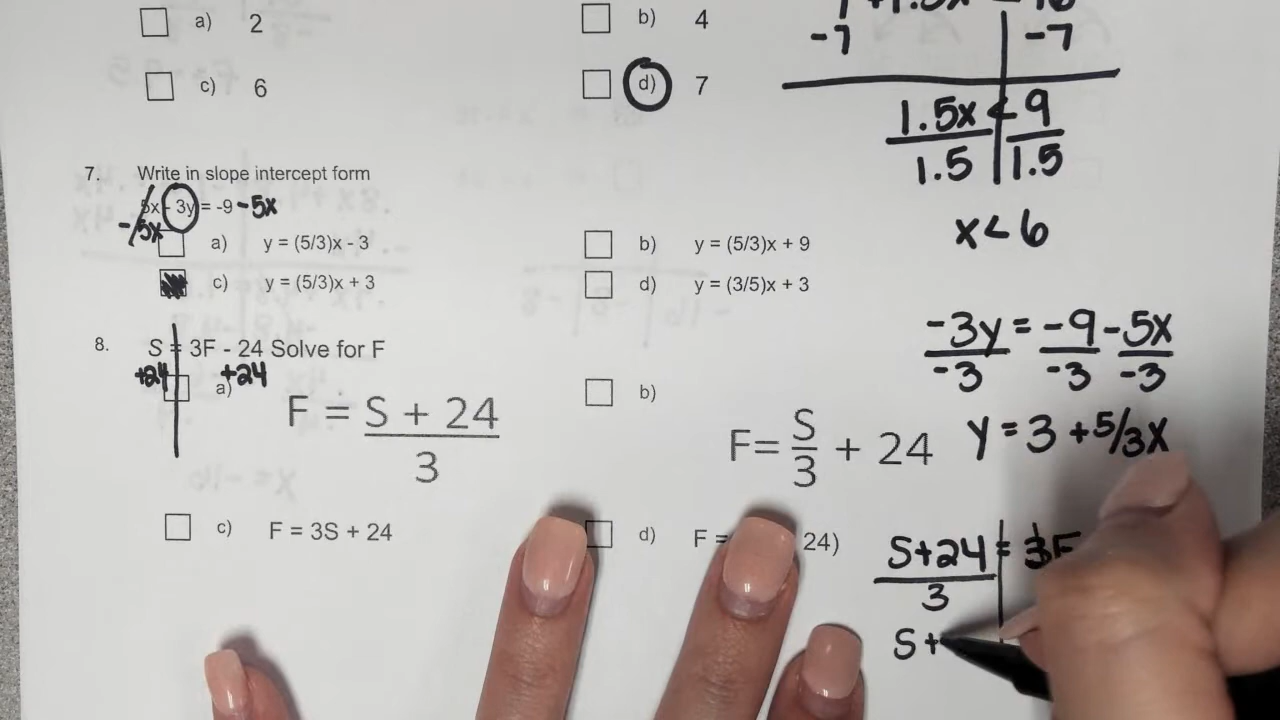 a) 2
b) 4
-7 | -7
c) 6
d) 7
1.5x < 9
1.5 | 1.5
x < 6
7. Write in slope intercept form
5x - 3y = -9 -5x
-5x
a) y = (5/3)x - 3
b) y = (5/3)x + 9
c) y = (5/3)x + 3
d) y = (3/5)x + 3
-3y = -9 -5x
-3 -3 -3
y = 3 + 5/3x
8. S = 3F - 24 Solve for F
+24 +24
a) F = S + 24
3
b) F= S
3 + 24
c) F = 3S + 24
d) F = 24)
S+24 = 3F
3
S+